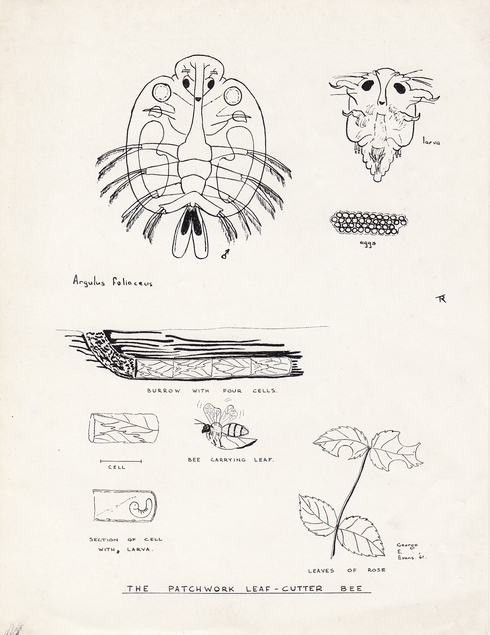 larva
eggs
♂
Argulus foliaceus
BURROW WITH FOUR CELLS.
CELL
BEE CARRYING LEAF.
SECTION OF CELL
WITH LARVA.
George
E.
Evans
LEAVES OF ROSE
THE PATCHWORK LEAF-CUTTER BEE